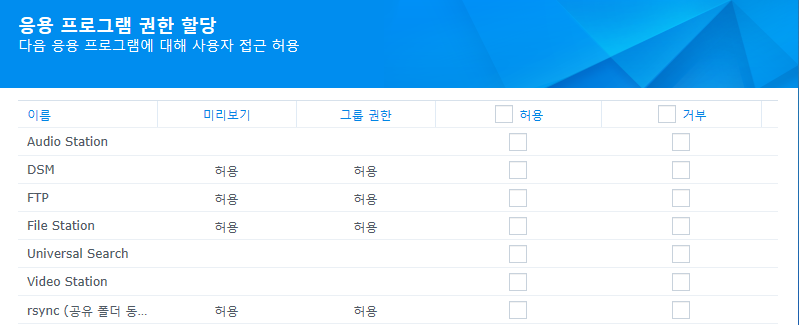 응용 프로그램 권한 할당
다음 응용 프로그램에 대해 사용자 접근 허용
이름 미리보기 그룹 권한 허용 거부
Audio Station
DSM 허용 허용
FTP 허용 허용
File Station 허용 허용
Universal Search
Video Station
rsync (공유 폴더 동... 허용 허용